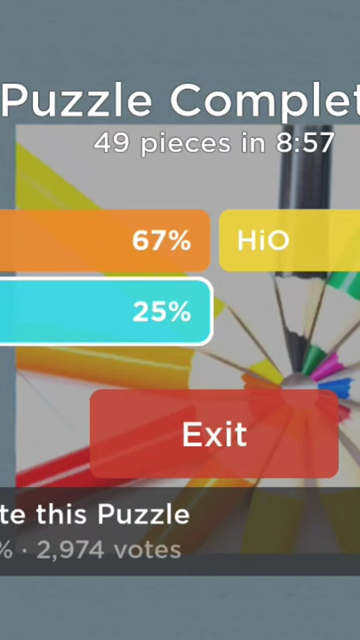 Puzzle Complet
49 pieces in 8:57
67% HiO
25%
Exit
te this Puzzle
% · 2,974 votes